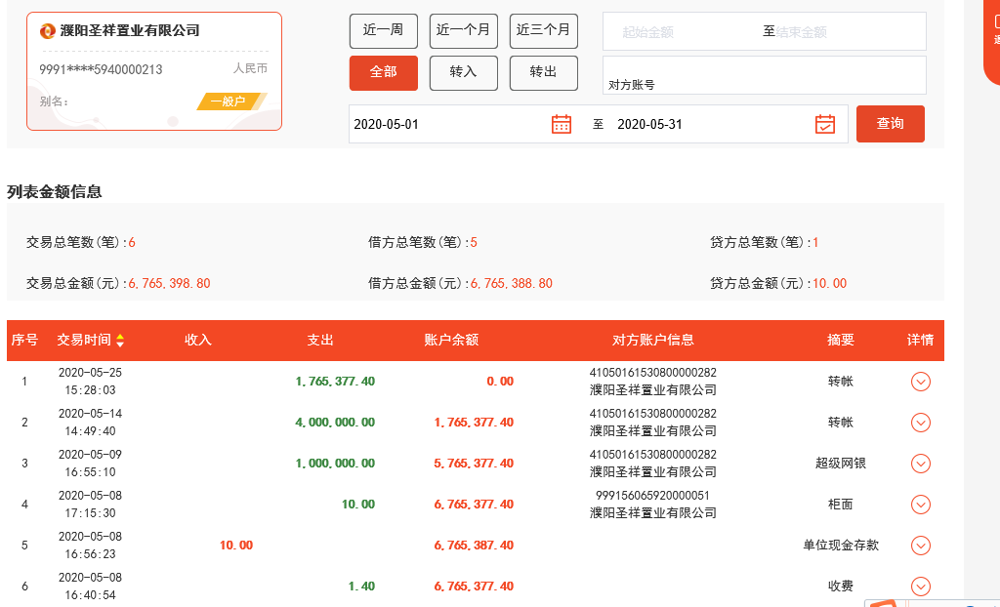 濮阳圣祥置业有限公司
9991****5940000213 人民币
别名: 一般户
近一周 近一个月 近三个月
全部 转入 转出
起始金额 至 结束金额
对方账号
2020-05-01 至 2020-05-31 查询
列表金额信息
交易总笔数(笔):6 借方总笔数(笔):5 贷方总笔数(笔):1
交易总金额(元):6,765,398.80 借方总金额(元):6,765,388.80 贷方总金额(元):10.00
序号 交易时间 收入 支出 账户余额 对方账户信息 摘要 详情
1 2020-05-25 15:28:03 1,765,377.40 0.00 41050161530800000282 濮阳圣祥置业有限公司 转帐
2 2020-05-14 14:49:40 4,000,000.00 1,765,377.40 41050161530800000282 濮阳圣祥置业有限公司 转帐
3 2020-05-09 16:55:10 1,000,000.00 5,765,377.40 41050161530800000282 濮阳圣祥置业有限公司 超级网银
4 2020-05-08 17:15:30 10.00 6,765,377.40 999156065920000051 濮阳圣祥置业有限公司 柜面
5 2020-05-08 16:56:23 10.00 6,765,387.40 单位现金存款
6 2020-05-08 16:40:54 1.40 6,765,377.40 收费